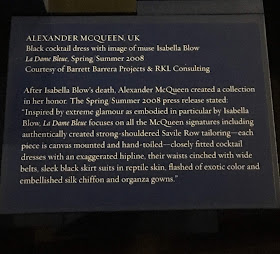 ALEXANDER MCQUEEN, UK
Black cocktail dress with image of muse Isabella Blow
La Dame Bleue, Spring/Summer 2008
Courtesy of Barrett Barrera Projects & RKL Consulting
After Isabella Blow's death, Alexander McQueen created a collection
in her honor. The Spring/Summer 2008 press release stated:
"Inspired by extreme glamour as embodied in particular by Isabella
Blow, La Dame Bleue focuses on all the McQueen signatures including
authentically created strong-shouldered Savile Row tailoring—each
piece is canvas mounted and hand-toiled—closely fitted cocktail
dresses with an exaggerated hipline, their waists cinched with wide
belts, sleek black skirt suits in reptile skin, flashed of exotic color and
embellished silk chiffon and organza gowns."